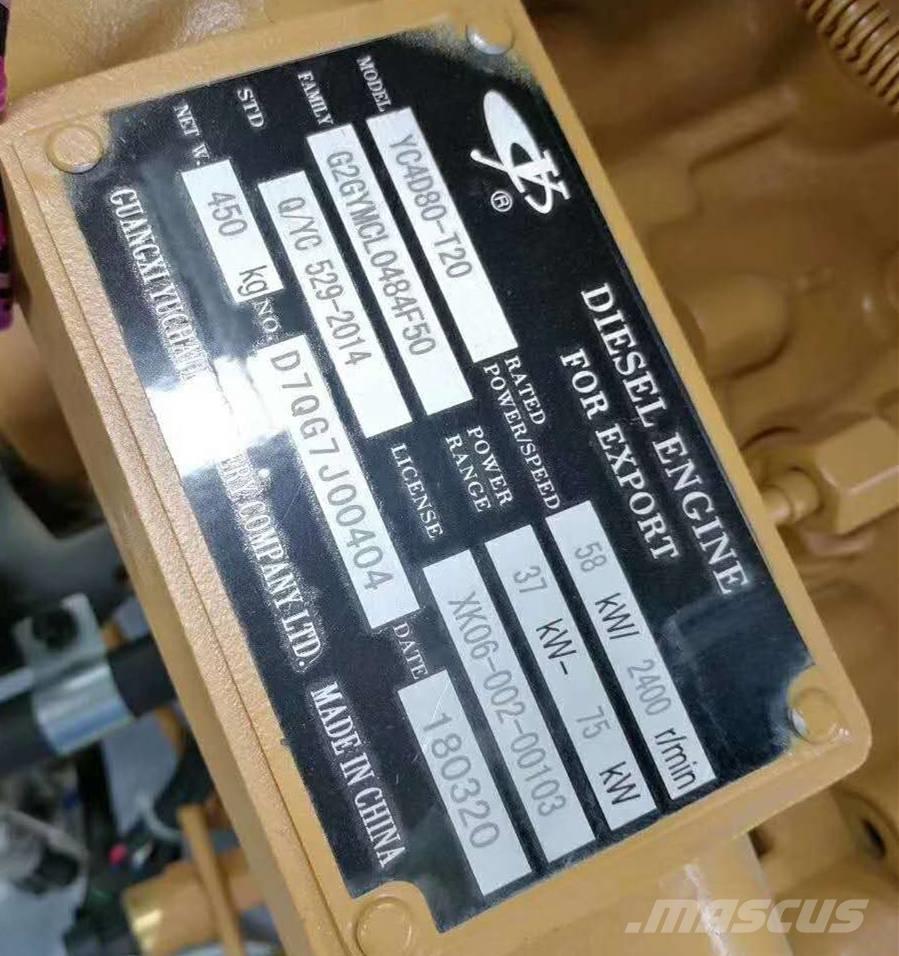 ®
DIESEL ENGINE
FOR EXPORT
MODEL YC4D80-T20 RATED POWER/SPEED 58 kW/ 2400 r/min
FAMILY G2GYMCL0484F50 POWER RANGE 37 kW- 75 kW
STD Q/YC 529-2014 LICENSE XK06-002-00103
NET W. 450 kg NO. D7QG7J00404 DATE 180320
GUANGXI COMPANY LTD. MADE IN CHINA
.mascus